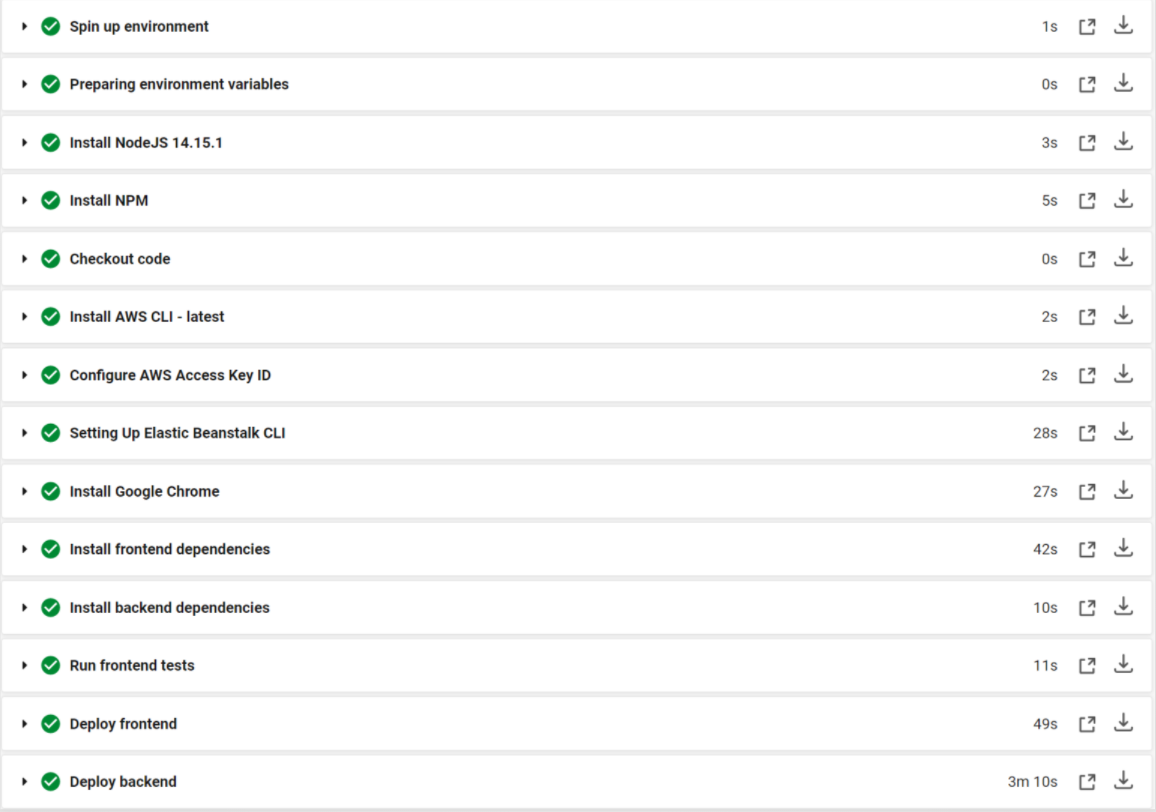 Spin up environment 1s
Preparing environment variables 0s
Install NodeJS 14.15.1 3s
Install NPM 5s
Checkout code 0s
Install AWS CLI - latest 2s
Configure AWS Access Key ID 2s
Setting Up Elastic Beanstalk CLI 28s
Install Google Chrome 27s
Install frontend dependencies 42s
Install backend dependencies 10s
Run frontend tests 11s
Deploy frontend 49s
Deploy backend 3m 10s